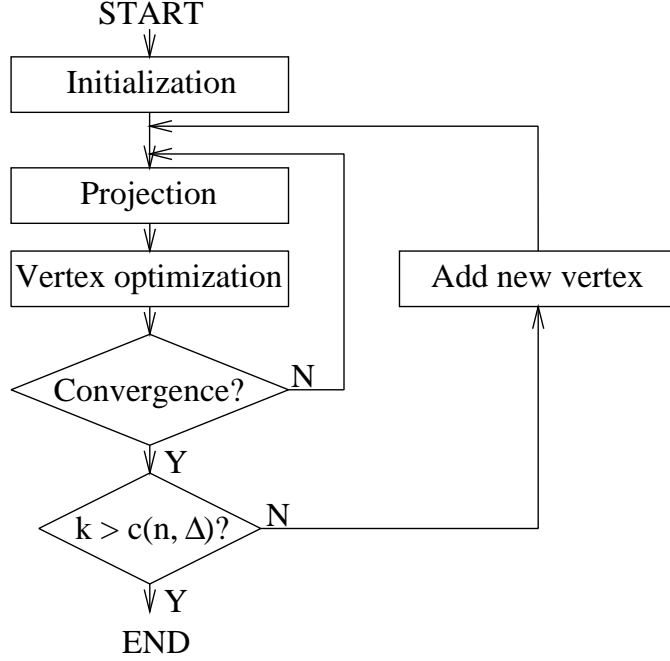 START
Initialization
Projection
Vertex optimization
Add new vertex
Convergence?
N
Y
k > c(n, Δ)?
N
Y
END